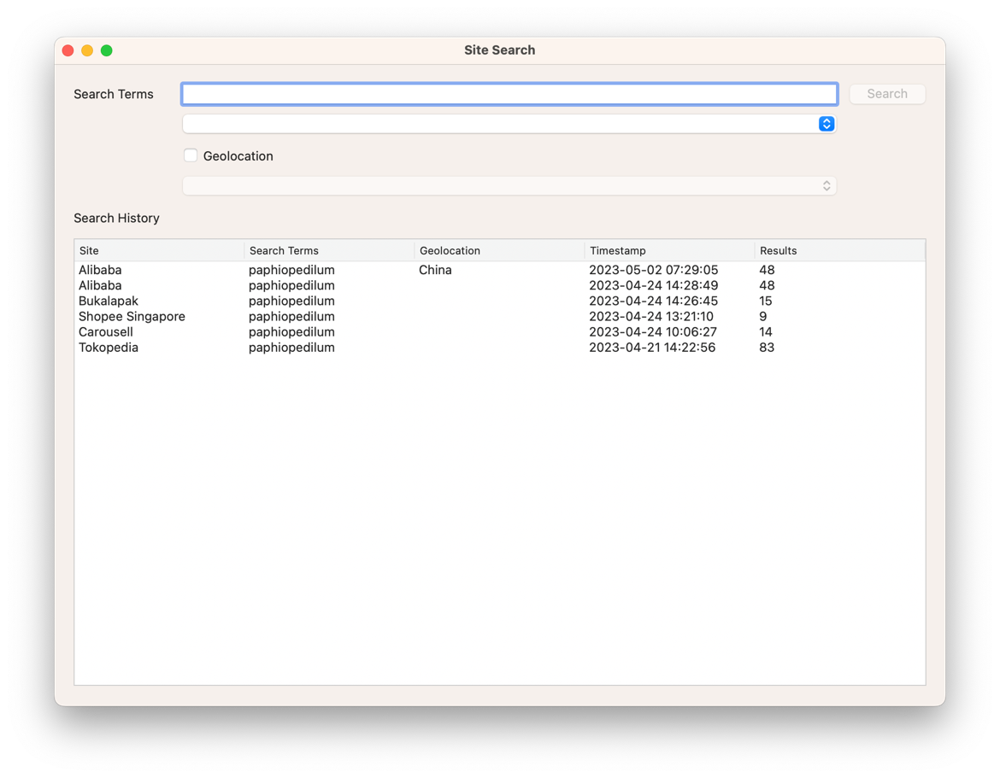 Site Search
Search Terms Search
Geolocation
Search History
Site Search Terms Geolocation Timestamp Results
Alibaba paphiopedilum China 2023-05-02 07:29:05 48
Alibaba paphiopedilum 2023-04-24 14:28:49 48
Bukalapak paphiopedilum 2023-04-24 14:26:45 15
Shopee Singapore paphiopedilum 2023-04-24 13:21:10 9
Carousell paphiopedilum 2023-04-24 10:06:27 14
Tokopedia paphiopedilum 2023-04-21 14:22:56 83